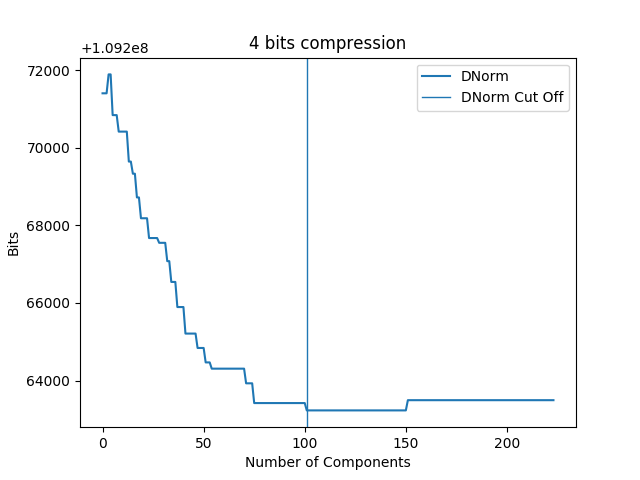 4 bits compression
+1.092e8
72000
70000
68000
66000
64000
Bits
DNorm
DNorm Cut Off
0 50 100 150 200
Number of Components